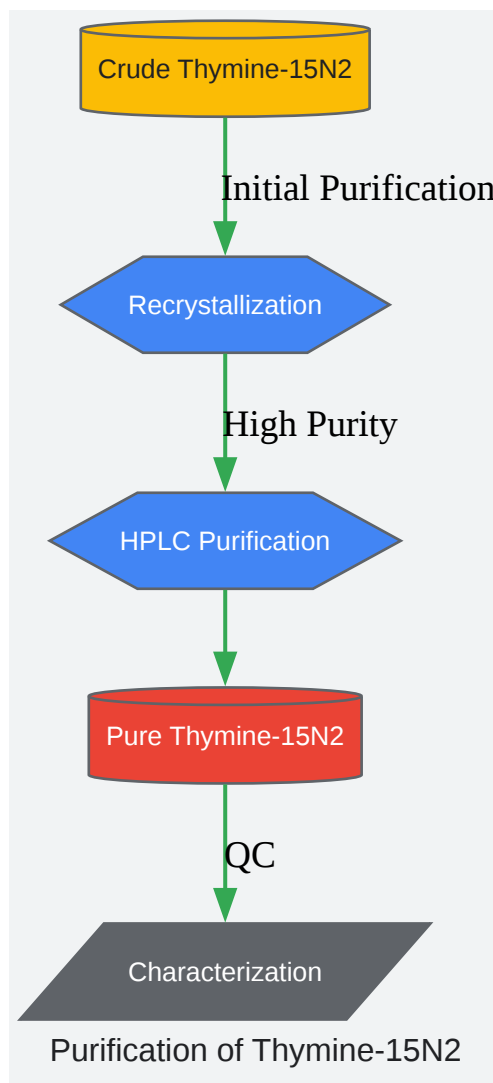 Crude Thymine-15N2
Initial Purification
Recrystallization
High Purity
HPLC Purification
Pure Thymine-15N2
QC
Characterization
Purification of Thymine-15N2